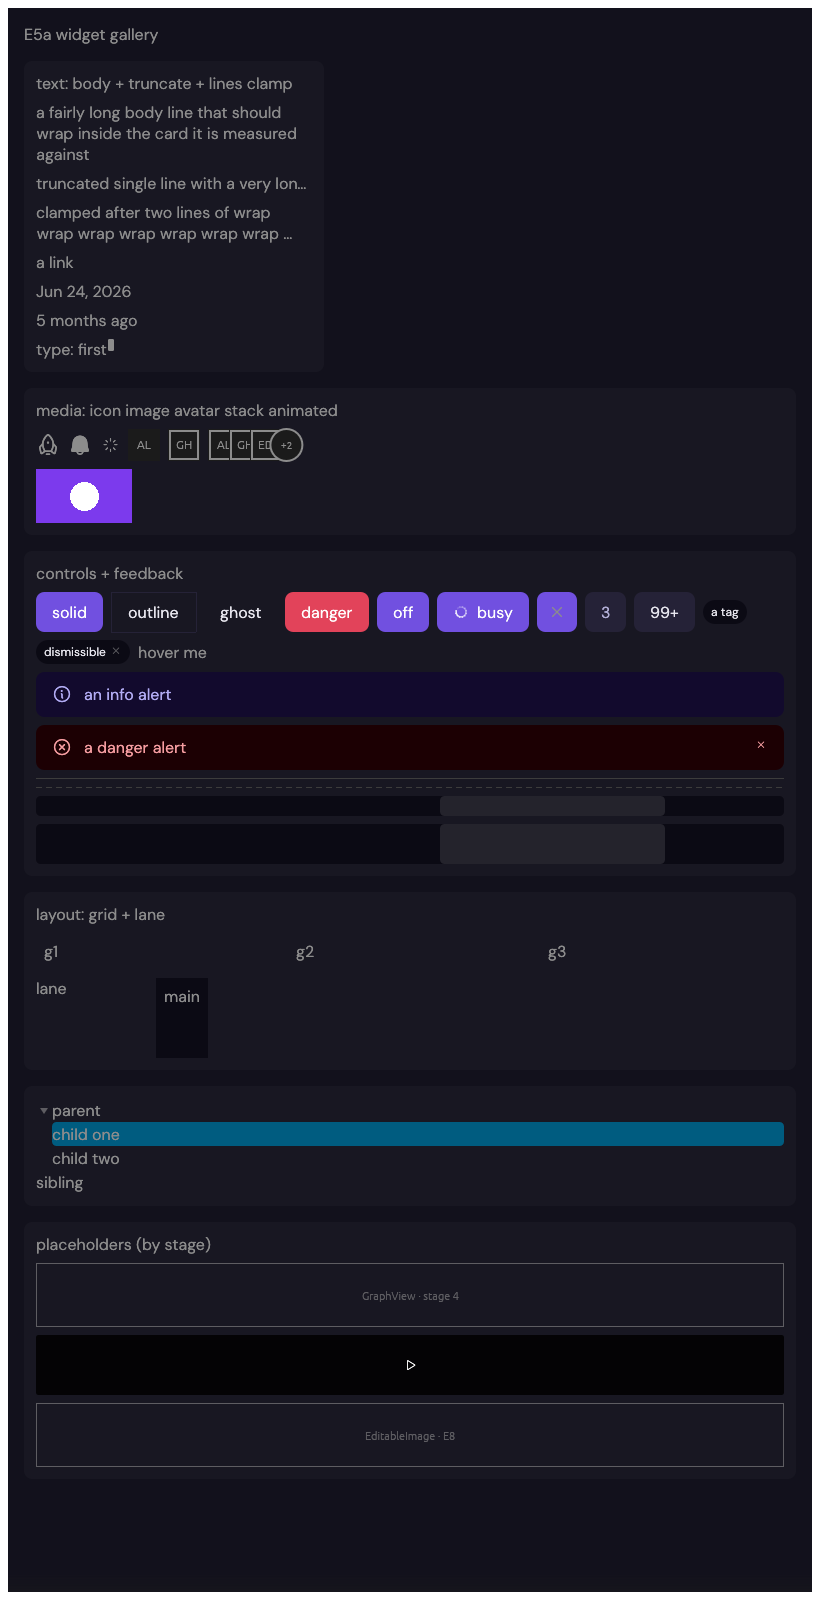 E5a widget gallery
text: body + truncate + lines clamp
a fairly long body line that should
wrap inside the card it is measured
against
truncated single line with a very lon...
clamped after two lines of wrap
wrap wrap wrap wrap wrap wrap ...
a link
Jun 24, 2026
5 months ago
type: first
media: icon image avatar stack animated
AL GH AL GH ED +2
controls + feedback
solid outline ghost danger off busy 3 99+ a tag
dismissible hover me
an info alert
a danger alert
layout: grid + lane
g1 g2 g3
lane main
parent
child one
child two
sibling
placeholders (by stage)
GraphView · stage 4
EditableImage · E8